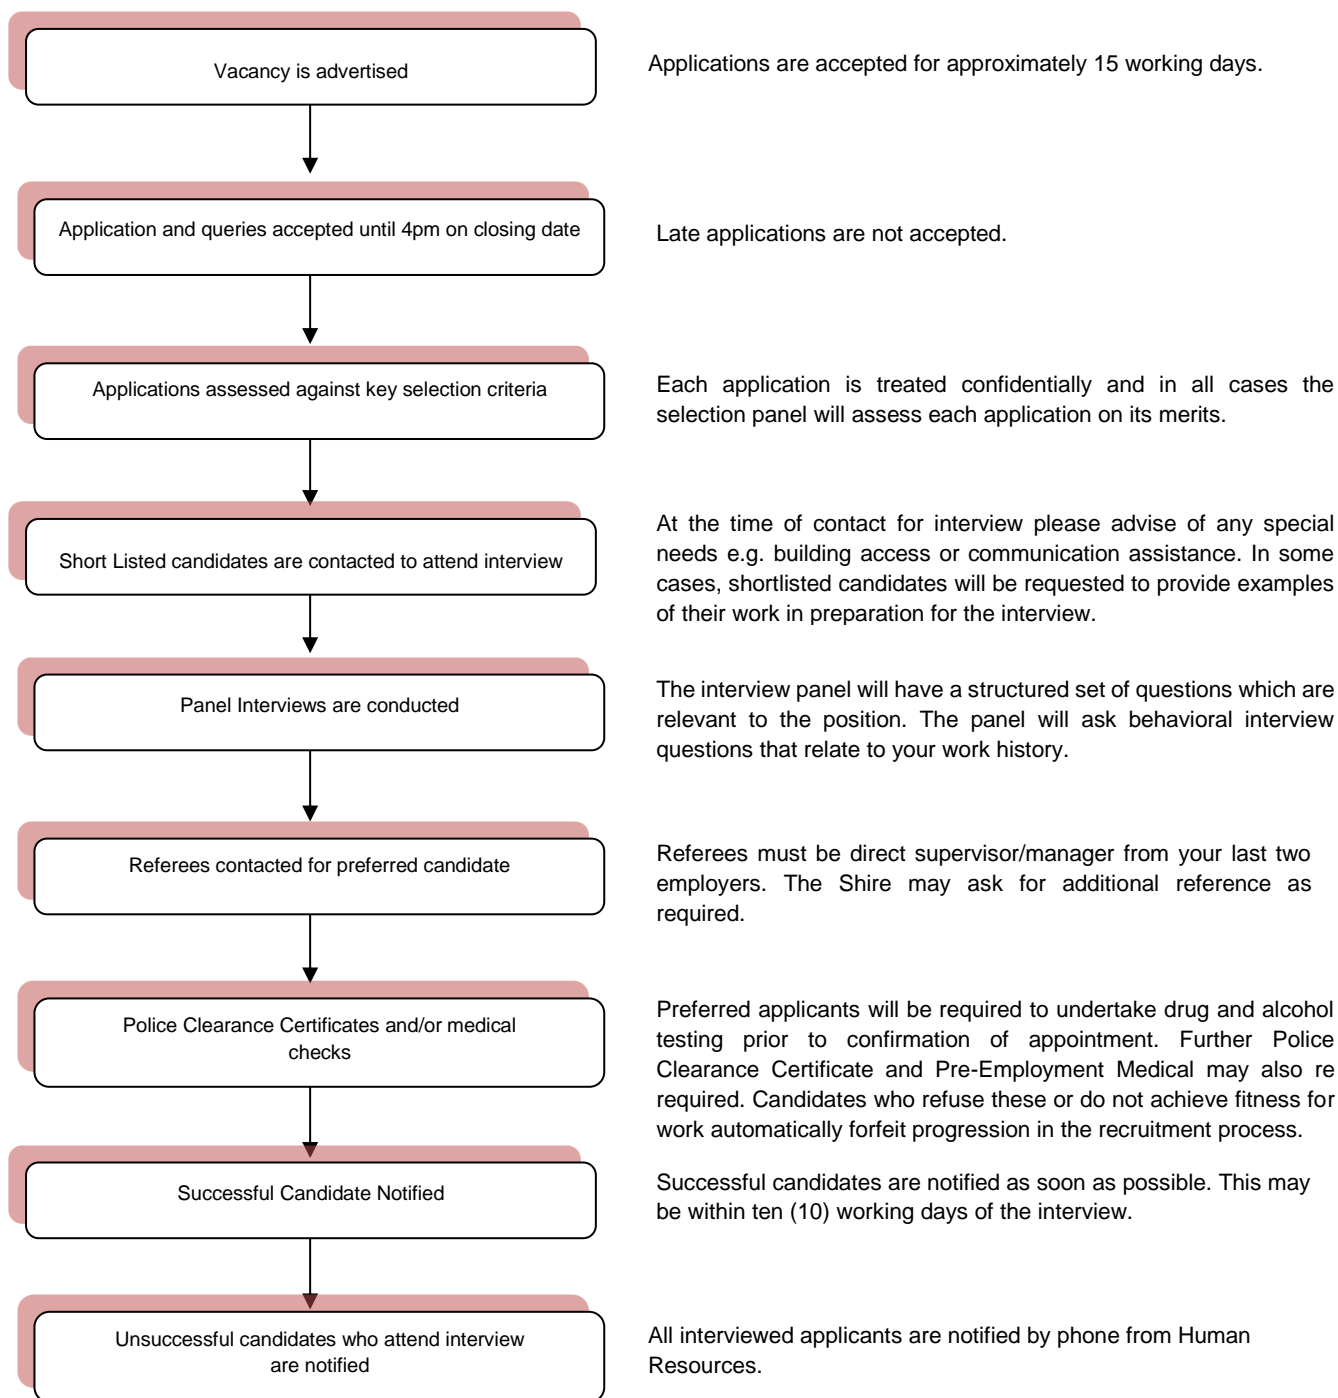 Vacancy is advertised
Applications are accepted for approximately 15 working days.
Application and queries accepted until 4pm on closing date
Late applications are not accepted.
Applications assessed against key selection criteria
Each application is treated confidentially and in all cases the
selection panel will assess each application on its merits.
Short Listed candidates are contacted to attend interview
At the time of contact for interview please advise of any special
needs e.g. building access or communication assistance. In some
cases, shortlisted candidates will be requested to provide examples
of their work in preparation for the interview.
Panel Interviews are conducted
The interview panel will have a structured set of questions which are
relevant to the position. The panel will ask behavioral interview
questions that relate to your work history.
Referees contacted for preferred candidate
Referees must be direct supervisor/manager from your last two
employers. The Shire may ask for additional reference as
required.
Police Clearance Certificates and/or medical
checks
Preferred applicants will be required to undertake drug and alcohol
testing prior to confirmation of appointment. Further Police
Clearance Certificate and Pre-Employment Medical may also re
required. Candidates who refuse these or do not achieve fitness for
work automatically forfeit progression in the recruitment process.
Successful Candidate Notified
Successful candidates are notified as soon as possible. This may
be within ten (10) working days of the interview.
Unsuccessful candidates who attend interview
are notified
All interviewed applicants are notified by phone from Human
Resources.